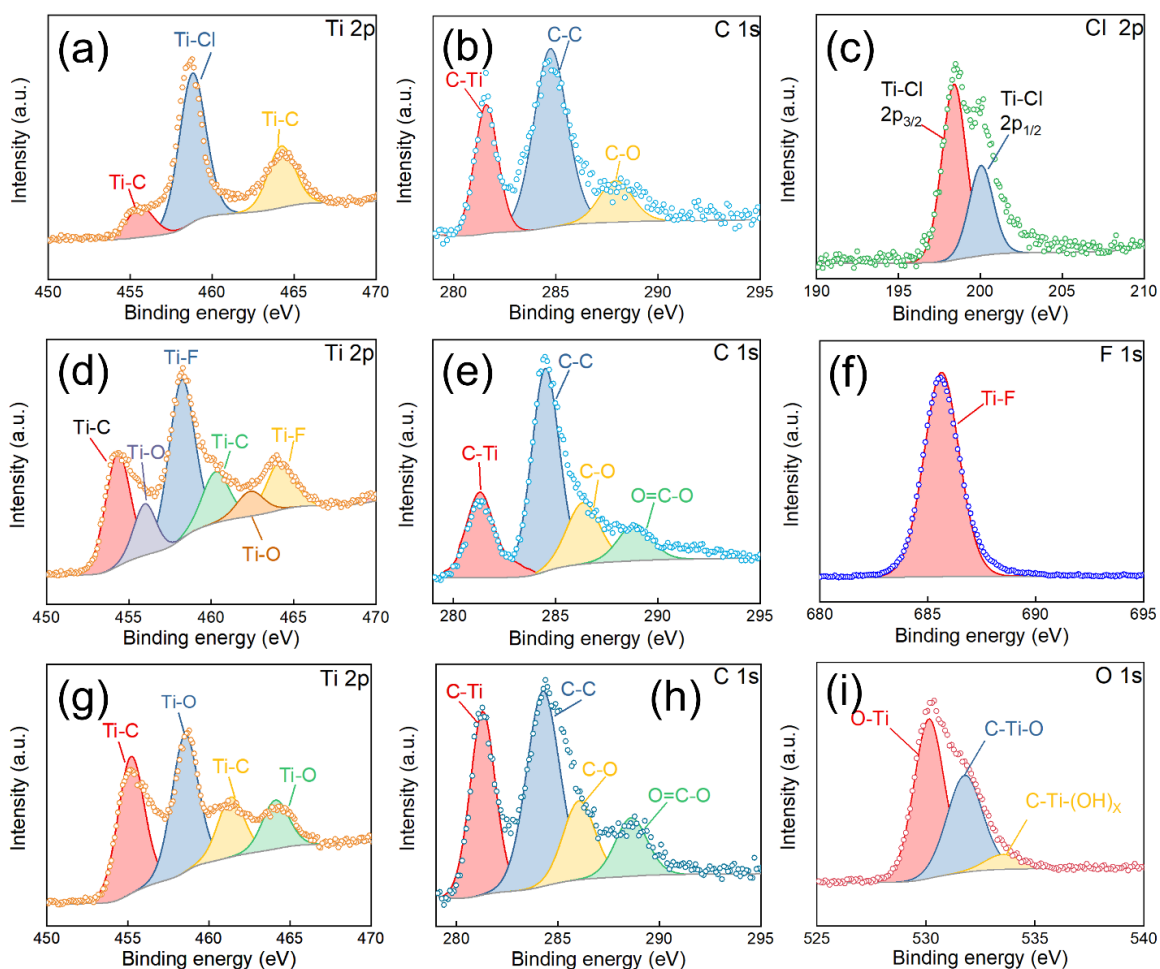 (a)
Ti 2p
Ti-Cl
Ti-C
Ti-C
Intensity (a.u.)
450 455 460 465 470
Binding energy (eV)
(b)
C 1s
C-C
C-Ti
C-O
Intensity (a.u.)
280 285 290 295
Binding energy (eV)
(c)
Cl 2p
Ti-Cl
2p3/2
Ti-Cl
2p1/2
Intensity (a.u.)
190 195 200 205 210
Binding energy (eV)
(d)
Ti 2p
Ti-F
Ti-C
Ti-O
Ti-C
Ti-F
Ti-O
Intensity (a.u.)
450 455 460 465 470
Binding energy (eV)
(e)
C 1s
C-C
C-Ti
C-O
O=C-O
Intensity (a.u.)
280 285 290 295
Binding energy (eV)
(f)
F 1s
Ti-F
Intensity (a.u.)
680 685 690 695
Binding energy (eV)
(g)
Ti 2p
Ti-O
Ti-C
Ti-C
Ti-O
Intensity (a.u.)
450 455 460 465 470
Binding energy (eV)
(h)
C 1s
C-Ti
C-C
C-O
O=C-O
Intensity (a.u.)
280 285 290 295
Binding energy (eV)
(i)
O 1s
O-Ti
C-Ti-O
C-Ti-(OH)X
Intensity (a.u.)
525 530 535 540
Binding energy (eV)